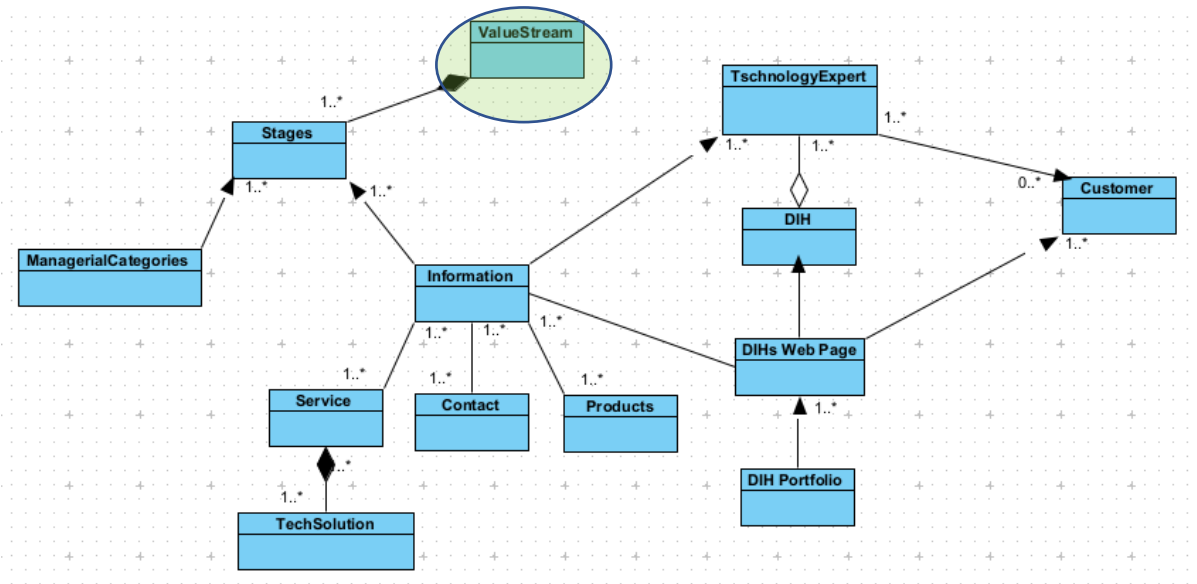 ValueStream
TschnologyExpert
1..*
1..*
Stages
1..*
1..*
1..*
1..*
1..*
0..*
Customer
DIH
1..*
ManagerialCategories
Information
1..*
1..*
1..*
DIHs Web Page
1..*
1..*
1..*
Service
Contact
Products
1..*
..*
DIH Portfolio
1..*
TechSolution